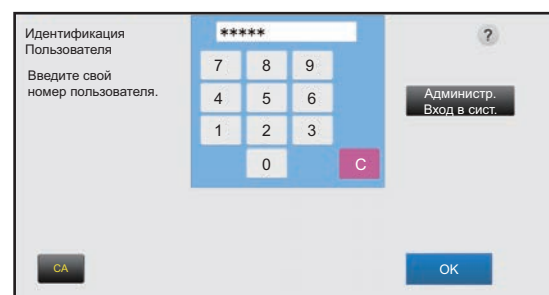 Идентификация
Пользователя
*****
?
Введите свой
номер пользователя.
7 8 9
4 5 6
1 2 3
0 C
Администр.
Вход в сист.
CA
OK